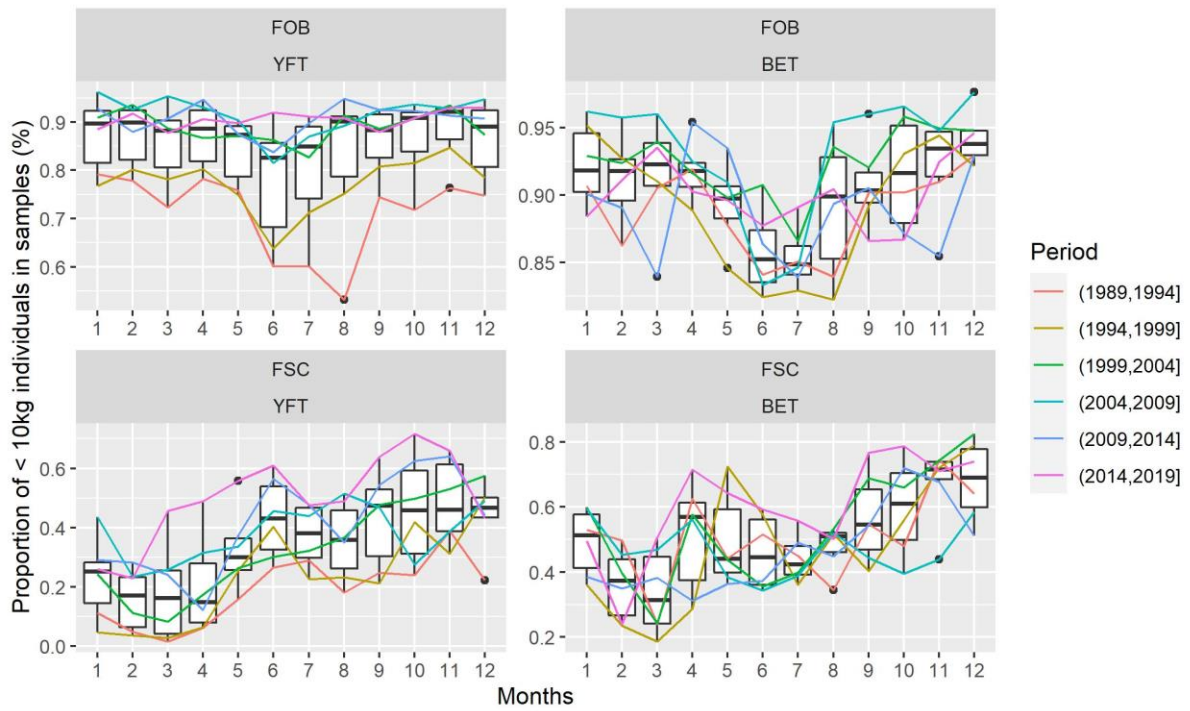 FOB
YFT
FOB
BET
0.9
0.8
0.7
0.6
0.95
0.90
0.85
1 2 3 4 5 6 7 8 9 10 11 12
1 2 3 4 5 6 7 8 9 10 11 12
FSC
YFT
FSC
BET
0.6
0.4
0.2
0.0
0.8
0.6
0.4
0.2
1 2 3 4 5 6 7 8 9 10 11 12
1 2 3 4 5 6 7 8 9 10 11 12
Proportion of < 10kg individuals in samples (%)
Months
Period
(1989,1994]
(1994,1999]
(1999,2004]
(2004,2009]
(2009,2014]
(2014,2019]